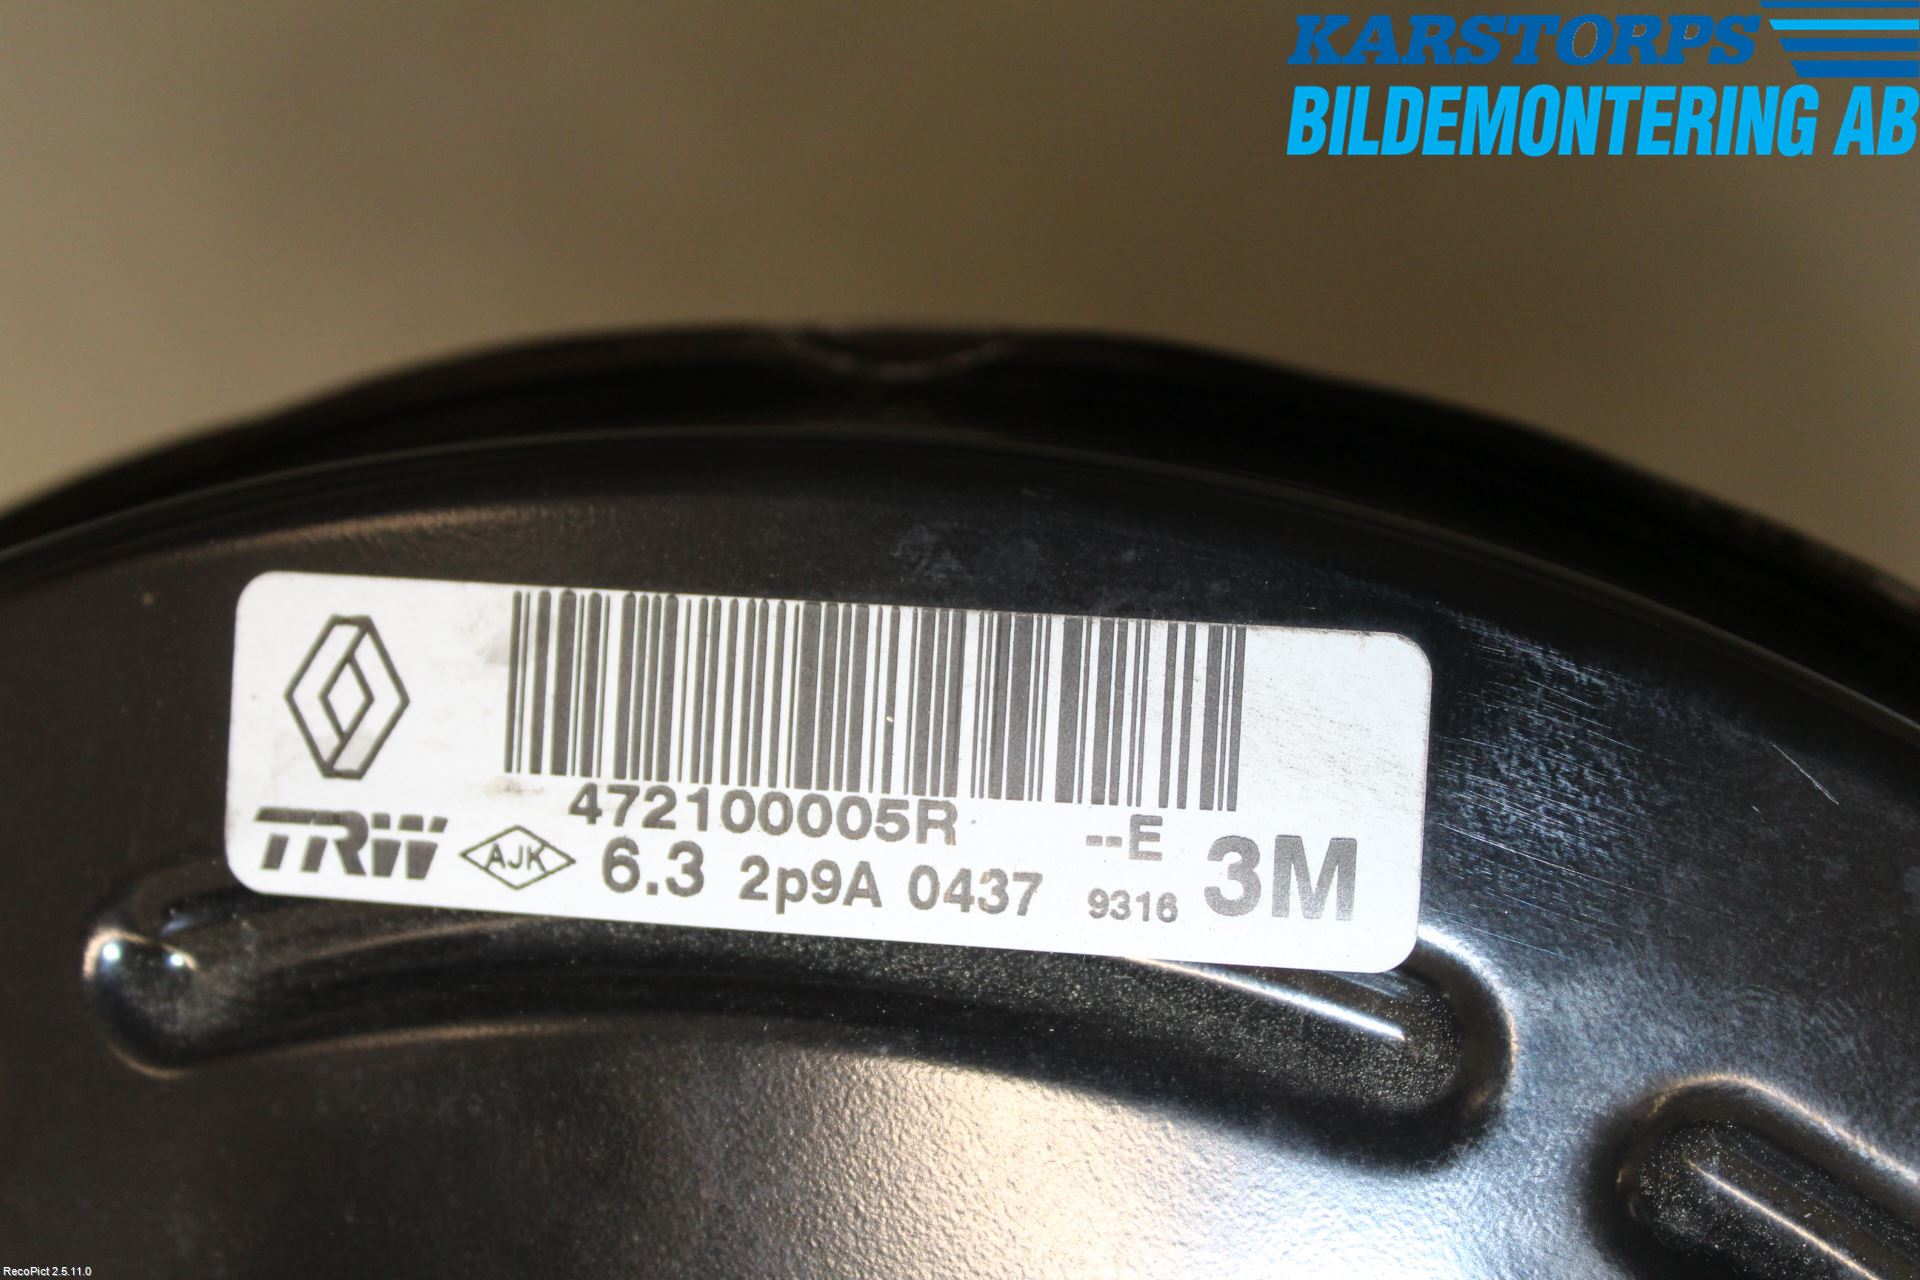 KARSTORPS
BILDEMONTERING AB
472100005R --E
TRW AJK 6.3 2p9A 0437 9316 3M
RecoPict 2.5.11.0